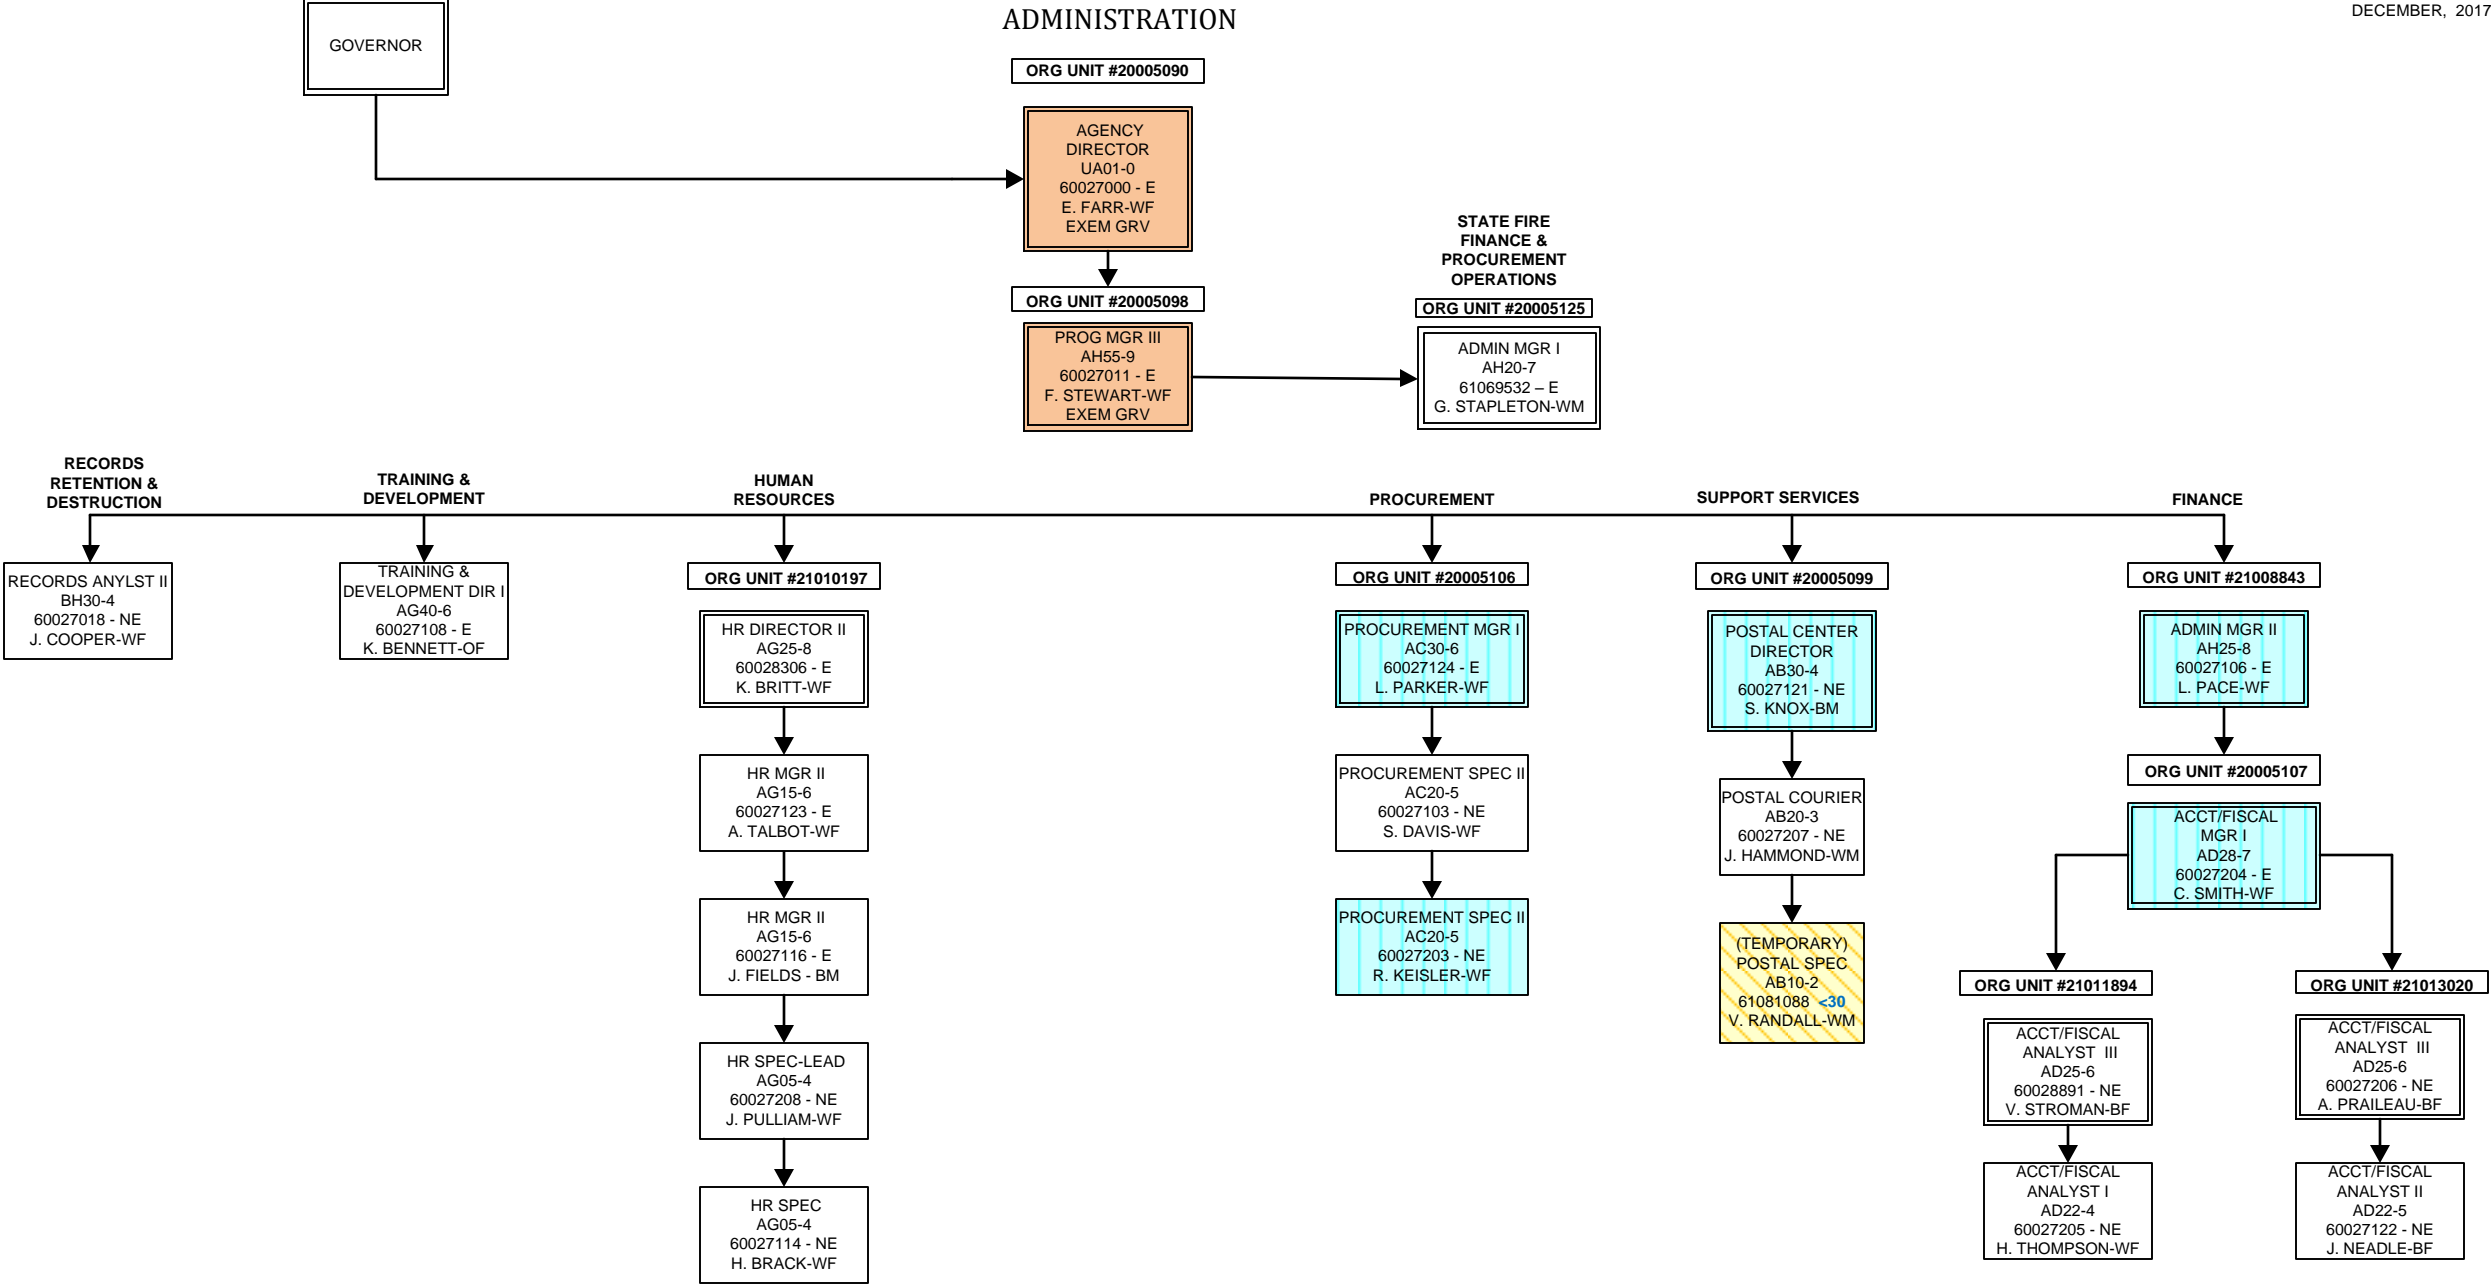 ADMINISTRATION
DECEMBER, 2017
GOVERNOR
ORG UNIT #20005090
AGENCY
DIRECTOR
UA01-0
60027000 - E
E. FARR-WF
EXEM GRV
ORG UNIT #20005098
PROG MGR III
AH55-9
60027011 - E
F. STEWART-WF
EXEM GRV
STATE FIRE
FINANCE &
PROCUREMENT
OPERATIONS
ORG UNIT #20005125
ADMIN MGR I
AH20-7
61069532 – E
G. STAPLETON-WM
RECORDS
RETENTION &
DESTRUCTION
RECORDS ANYLST II
BH30-4
60027018 - NE
J. COOPER-WF
TRAINING &
DEVELOPMENT
TRAINING &
DEVELOPMENT DIR I
AG40-6
60027108 - E
K. BENNETT-OF
HUMAN
RESOURCES
ORG UNIT #21010197
HR DIRECTOR II
AG25-8
60028306 - E
K. BRITT-WF
HR MGR II
AG15-6
60027123 - E
A. TALBOT-WF
HR MGR II
AG15-6
60027116 - E
J. FIELDS - BM
HR SPEC-LEAD
AG05-4
60027208 - NE
J. PULLIAM-WF
HR SPEC
AG05-4
60027114 - NE
H. BRACK-WF
PROCUREMENT
ORG UNIT #20005106
PROCUREMENT MGR I
AC30-6
60027124 - E
L. PARKER-WF
PROCUREMENT SPEC II
AC20-5
60027103 - NE
S. DAVIS-WF
PROCUREMENT SPEC II
AC20-5
60027203 - NE
R. KEISLER-WF
SUPPORT SERVICES
ORG UNIT #20005099
POSTAL CENTER
DIRECTOR
AB30-4
60027121 - NE
S. KNOX-BM
POSTAL COURIER
AB20-3
60027207 - NE
J. HAMMOND-WM
(TEMPORARY)
POSTAL SPEC
AB10-2
61081088 <30
V. RANDALL-WM
FINANCE
ORG UNIT #21008843
ADMIN MGR II
AH25-8
60027106 - E
L. PACE-WF
ORG UNIT #20005107
ACCT/FISCAL
MGR I
AD28-7
60027204 - E
C. SMITH-WF
ORG UNIT #21011894
ACCT/FISCAL
ANALYST III
AD25-6
60028891 - NE
V. STROMAN-BF
ACCT/FISCAL
ANALYST I
AD22-4
60027205 - NE
H. THOMPSON-WF
ORG UNIT #21013020
ACCT/FISCAL
ANALYST III
AD25-6
60027206 - NE
A. PRAILEAU-BF
ACCT/FISCAL
ANALYST II
AD22-5
60027122 - NE
J. NEADLE-BF